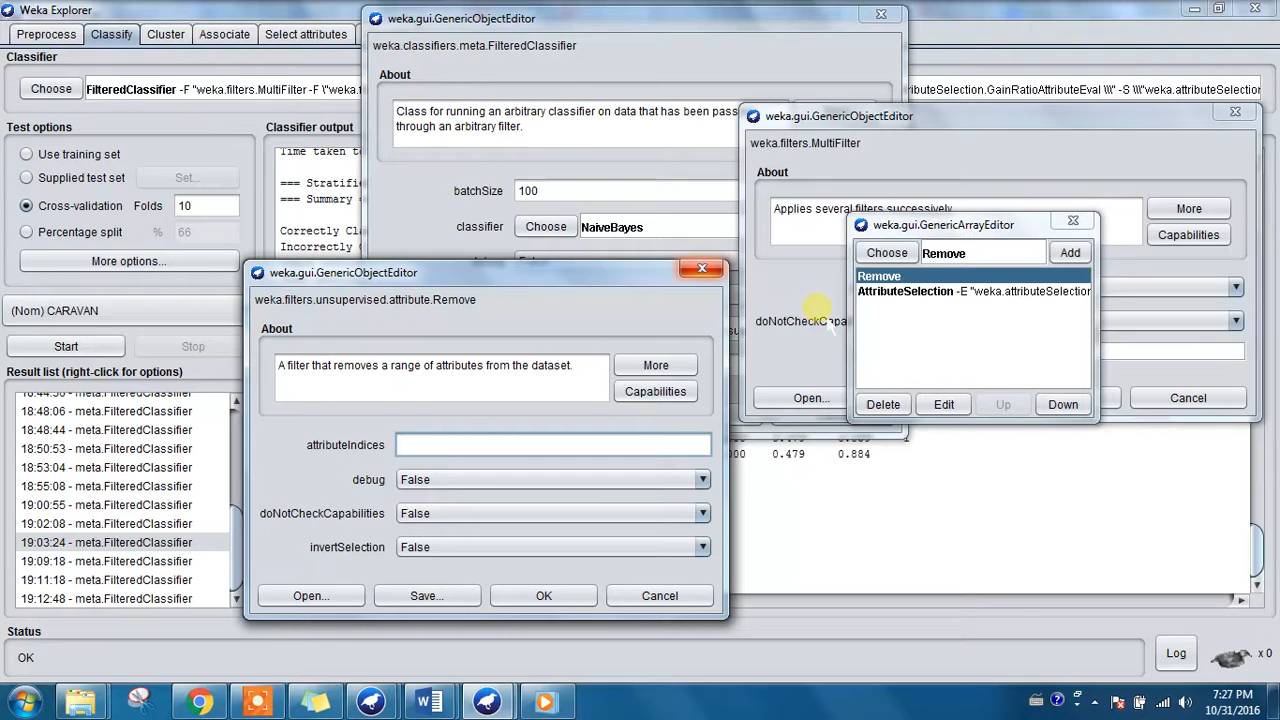 Weka Explorer
Preprocess
Classify
Cluster
Associate
Select attributes
Classifier
Choose
FilteredClassifier -F "weka.filters.MultiFilter -F \"weka.f
Test options
Use training set
Supplied test set
Set...
Cross-validation Folds 10
Percentage split % 66
More options...
(Nom) CARAVAN
Start
Stop
Result list (right-click for options)
18:48:06 - meta.FilteredClassifier
18:48:44 - meta.FilteredClassifier
18:50:53 - meta.FilteredClassifier
18:53:04 - meta.FilteredClassifier
18:55:08 - meta.FilteredClassifier
19:00:55 - meta.FilteredClassifier
19:02:08 - meta.FilteredClassifier
19:03:24 - meta.FilteredClassifier
19:09:18 - meta.FilteredClassifier
19:11:18 - meta.FilteredClassifier
19:12:48 - meta.FilteredClassifier
Classifier output
Time taken to
=== Stratifi
=== Summary =
Correctly Cl
Incorrectly
0.479 0.884
weka.gui.GenericObjectEditor
weka.classifiers.meta.FilteredClassifier
About
Class for running an arbitrary classifier on data that has been pass
through an arbitrary filter.
batchSize 100
classifier Choose NaiveBayes
ttributeSelection.GainRatioAttributeEval \\\" -S \\\"weka.attributeSelection.
weka.gui.GenericObjectEditor
weka.filters.MultiFilter
About
Applies several filters successively.
More
Capabilities
doNotCheckCapa
Open...
Cancel
weka.gui.GenericArrayEditor
Choose
Remove
Add
Remove
AttributeSelection -E "weka.attributeSelection
Delete
Edit
Up
Down
weka.gui.GenericObjectEditor
weka.filters.unsupervised.attribute.Remove
About
A filter that removes a range of attributes from the dataset.
More
Capabilities
attributeIndices
debug False
doNotCheckCapabilities False
invertSelection False
Open...
Save...
OK
Cancel
Status
OK
Log
x 0
7:27 PM
10/31/2016